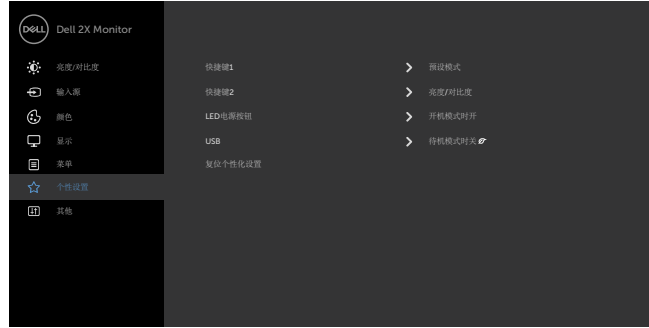 DELL Dell 2X Monitor
亮度/对比度 快捷键1 预设模式
输入源 快捷键2 亮度/对比度
颜色 LED电源按钮 开机模式时开
显示 USB 待机模式时关
菜单 复位个性化设置
个性设置
其他